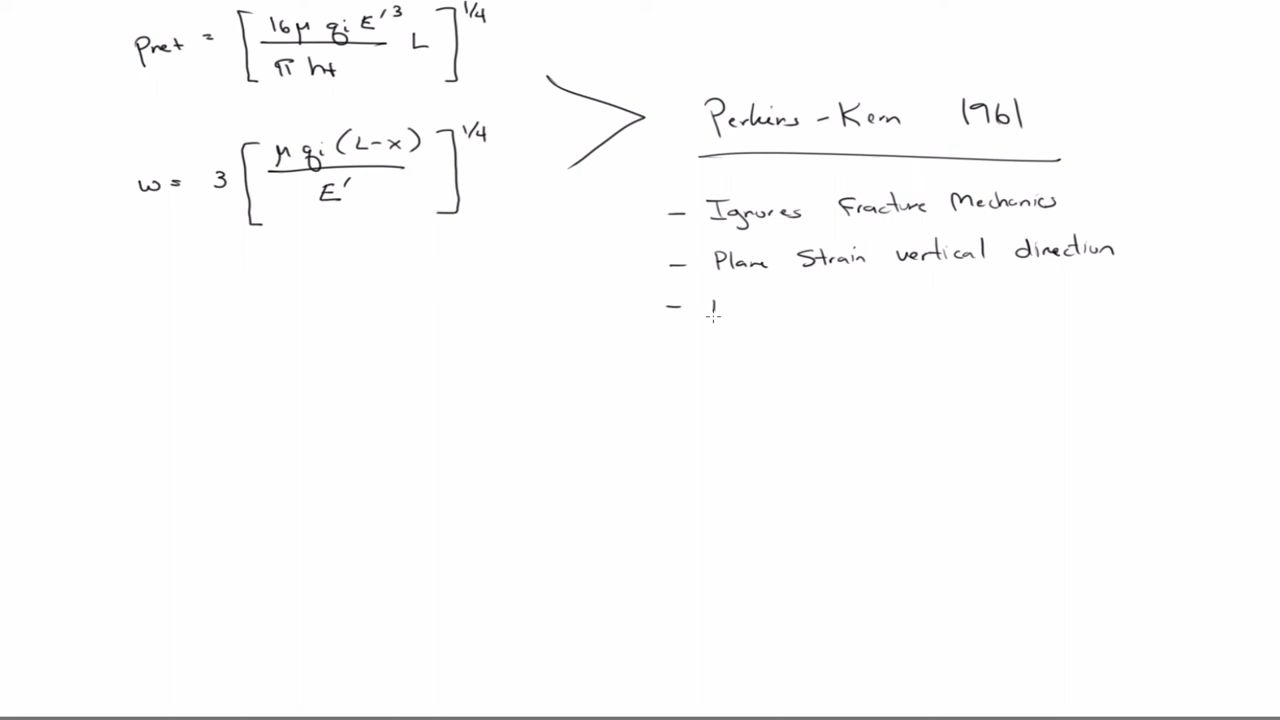 Pnet = [ 16μ qi E'^3 / π hf L ]^1/4
w = 3 [ μ qi (L-x) / E' ]^1/4
Perkins - Kern 1961
- Ignores Fracture Mechanics
- Plane Strain vertical direction
-